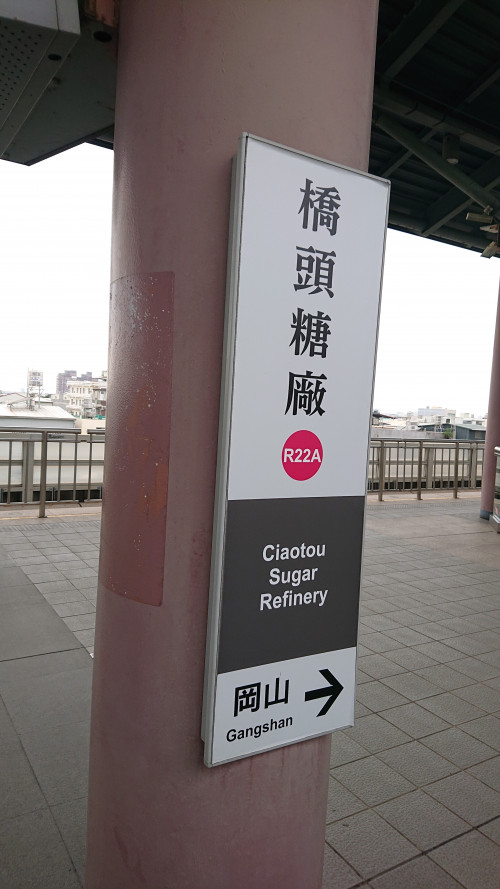 橋頭糖廠
R22A
Ciaotou
Sugar
Refinery
岡山
Gangshan